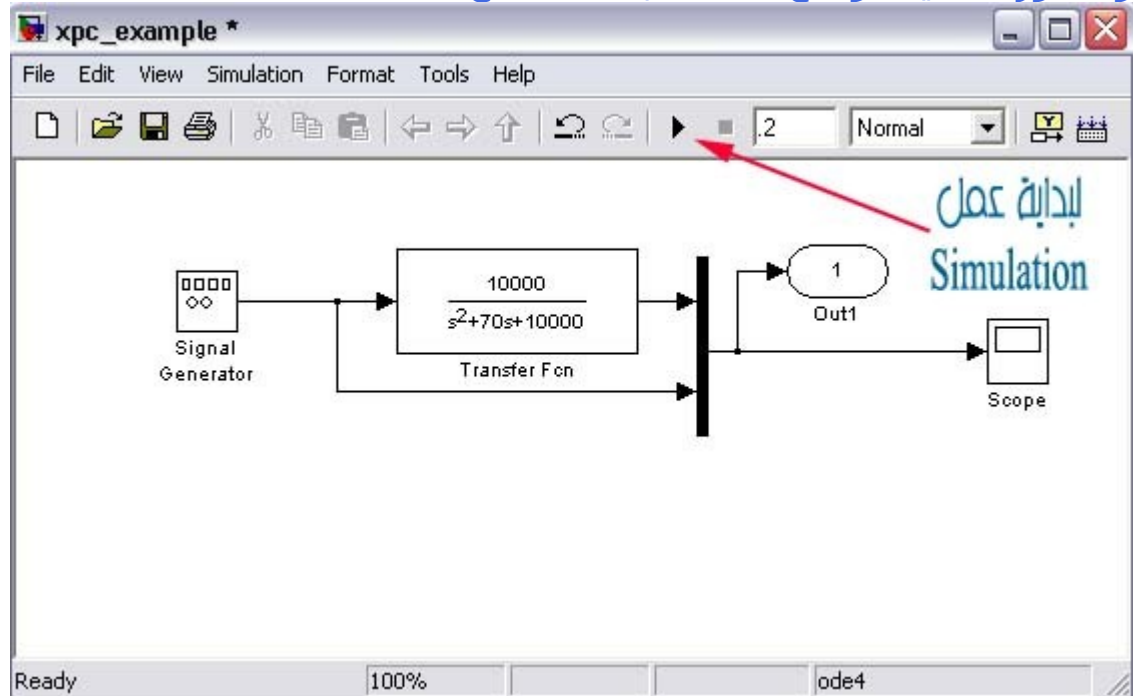 xpc_example *
File Edit View Simulation Format Tools Help
.2 Normal
لبداية عمل
Simulation
10000
s²+70s+10000
Transfer Fcn
Signal
Generator
1
Out1
Scope
Ready 100% ode4